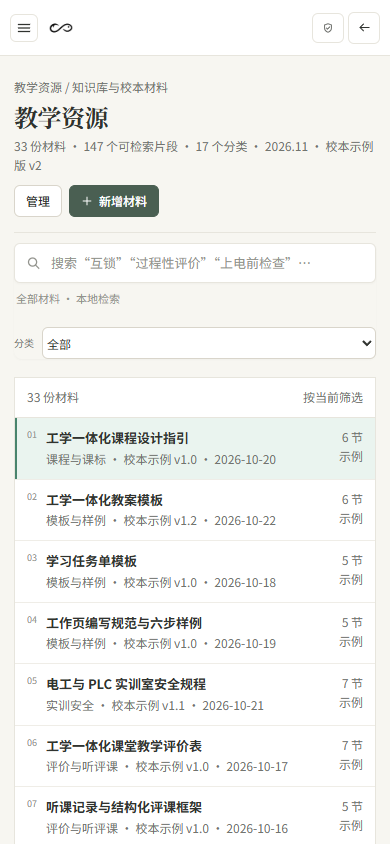 教学资源 / 知识库与校本材料
教学资源
33 份材料 · 147 个可检索片段 · 17 个分类 · 2026.11 · 校本示例
版 v2
管理
＋ 新增材料
搜索“互锁”“过程性评价”“上电前检查”…
全部材料 · 本地检索
分类 全部
33 份材料 按当前筛选
01 工学一体化课程设计指引 6 节
课程与课标 · 校本示例 v1.0 · 2026-10-20 示例
02 工学一体化教案模板 6 节
模板与样例 · 校本示例 v1.2 · 2026-10-22 示例
03 学习任务单模板 5 节
模板与样例 · 校本示例 v1.0 · 2026-10-18 示例
04 工作页编写规范与六步样例 5 节
模板与样例 · 校本示例 v1.0 · 2026-10-19 示例
05 电工与 PLC 实训室安全规程 7 节
实训安全 · 校本示例 v1.1 · 2026-10-21 示例
06 工学一体化课堂教学评价表 7 节
评价与听评课 · 校本示例 v1.0 · 2026-10-17 示例
07 听课记录与结构化评课框架 5 节
评价与听评课 · 校本示例 v1.0 · 2026-10-16 示例